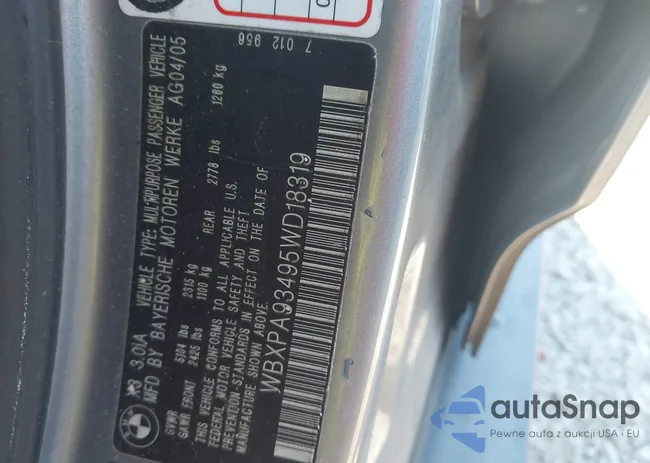 7 012 956
X3 3.0iA VEHICLE TYPE: MULTIPURPOSE PASSENGER VEHICLE
MFD BY BAYERISCHE MOTOREN WERKE AG04/05
GVWR 5104 lbs 2315 kg
GAWR FRONT 2425 lbs 1100 kg REAR 2778 lbs 1260 kg
THIS VEHICLE CONFORMS TO ALL APPLICABLE U.S.
FEDERAL MOTOR VEHICLE SAFETY AND THEFT
PREVENTION STANDARDS IN EFFECT ON THE DATE OF
MANUFACTURE SHOWN ABOVE.
WBXPA93495WD18319
autaSnap
Pewne auta z aukcji USA i EU